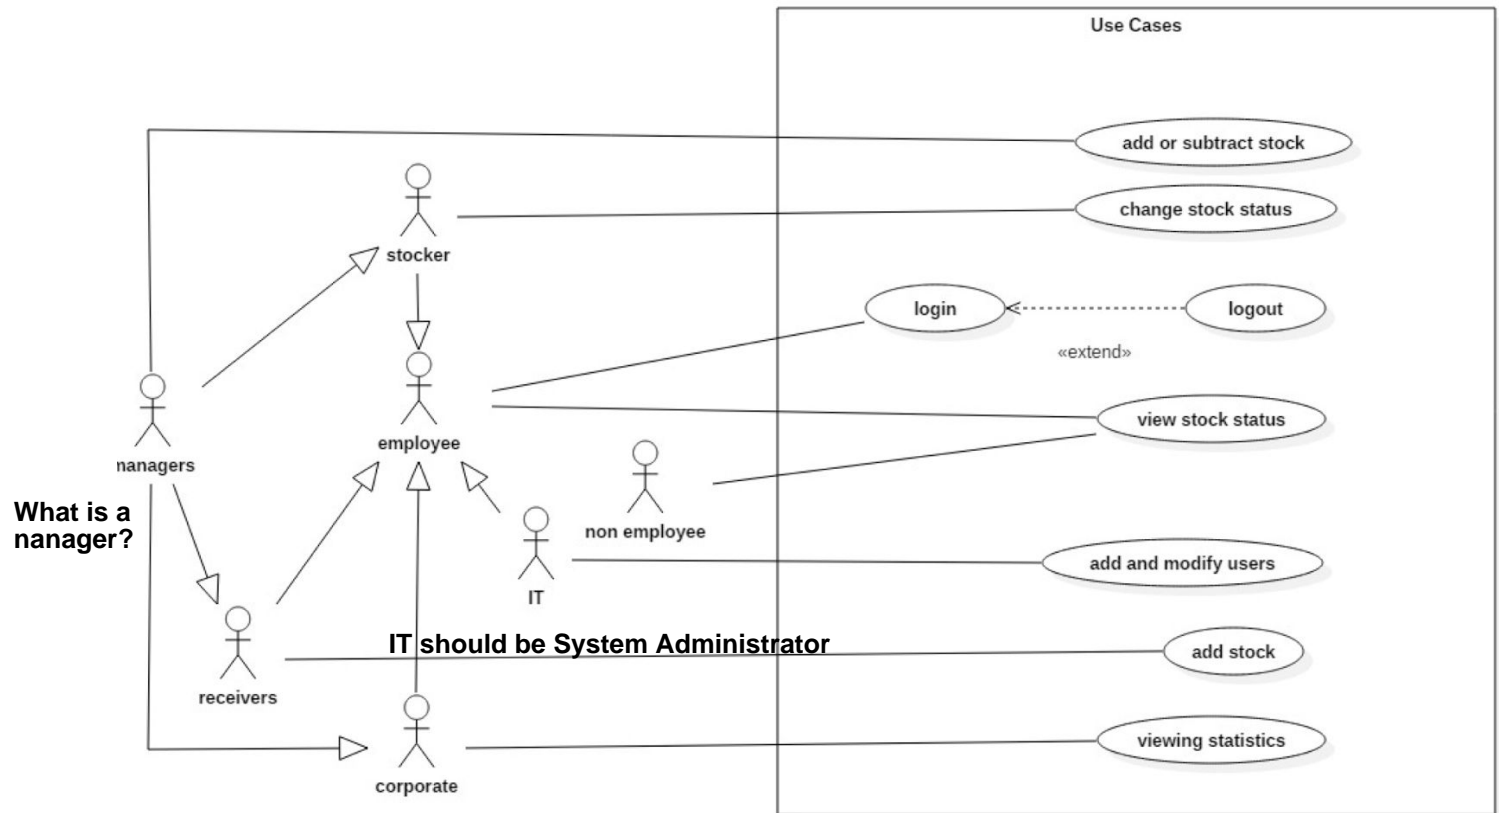 Use Cases
add or subtract stock
stocker
change stock status
login
logout
«extend»
employee
view stock status
nanagers
What is a
nanager?
non employee
IT
add and modify users
IT should be System Administrator
receivers
add stock
corporate
viewing statistics